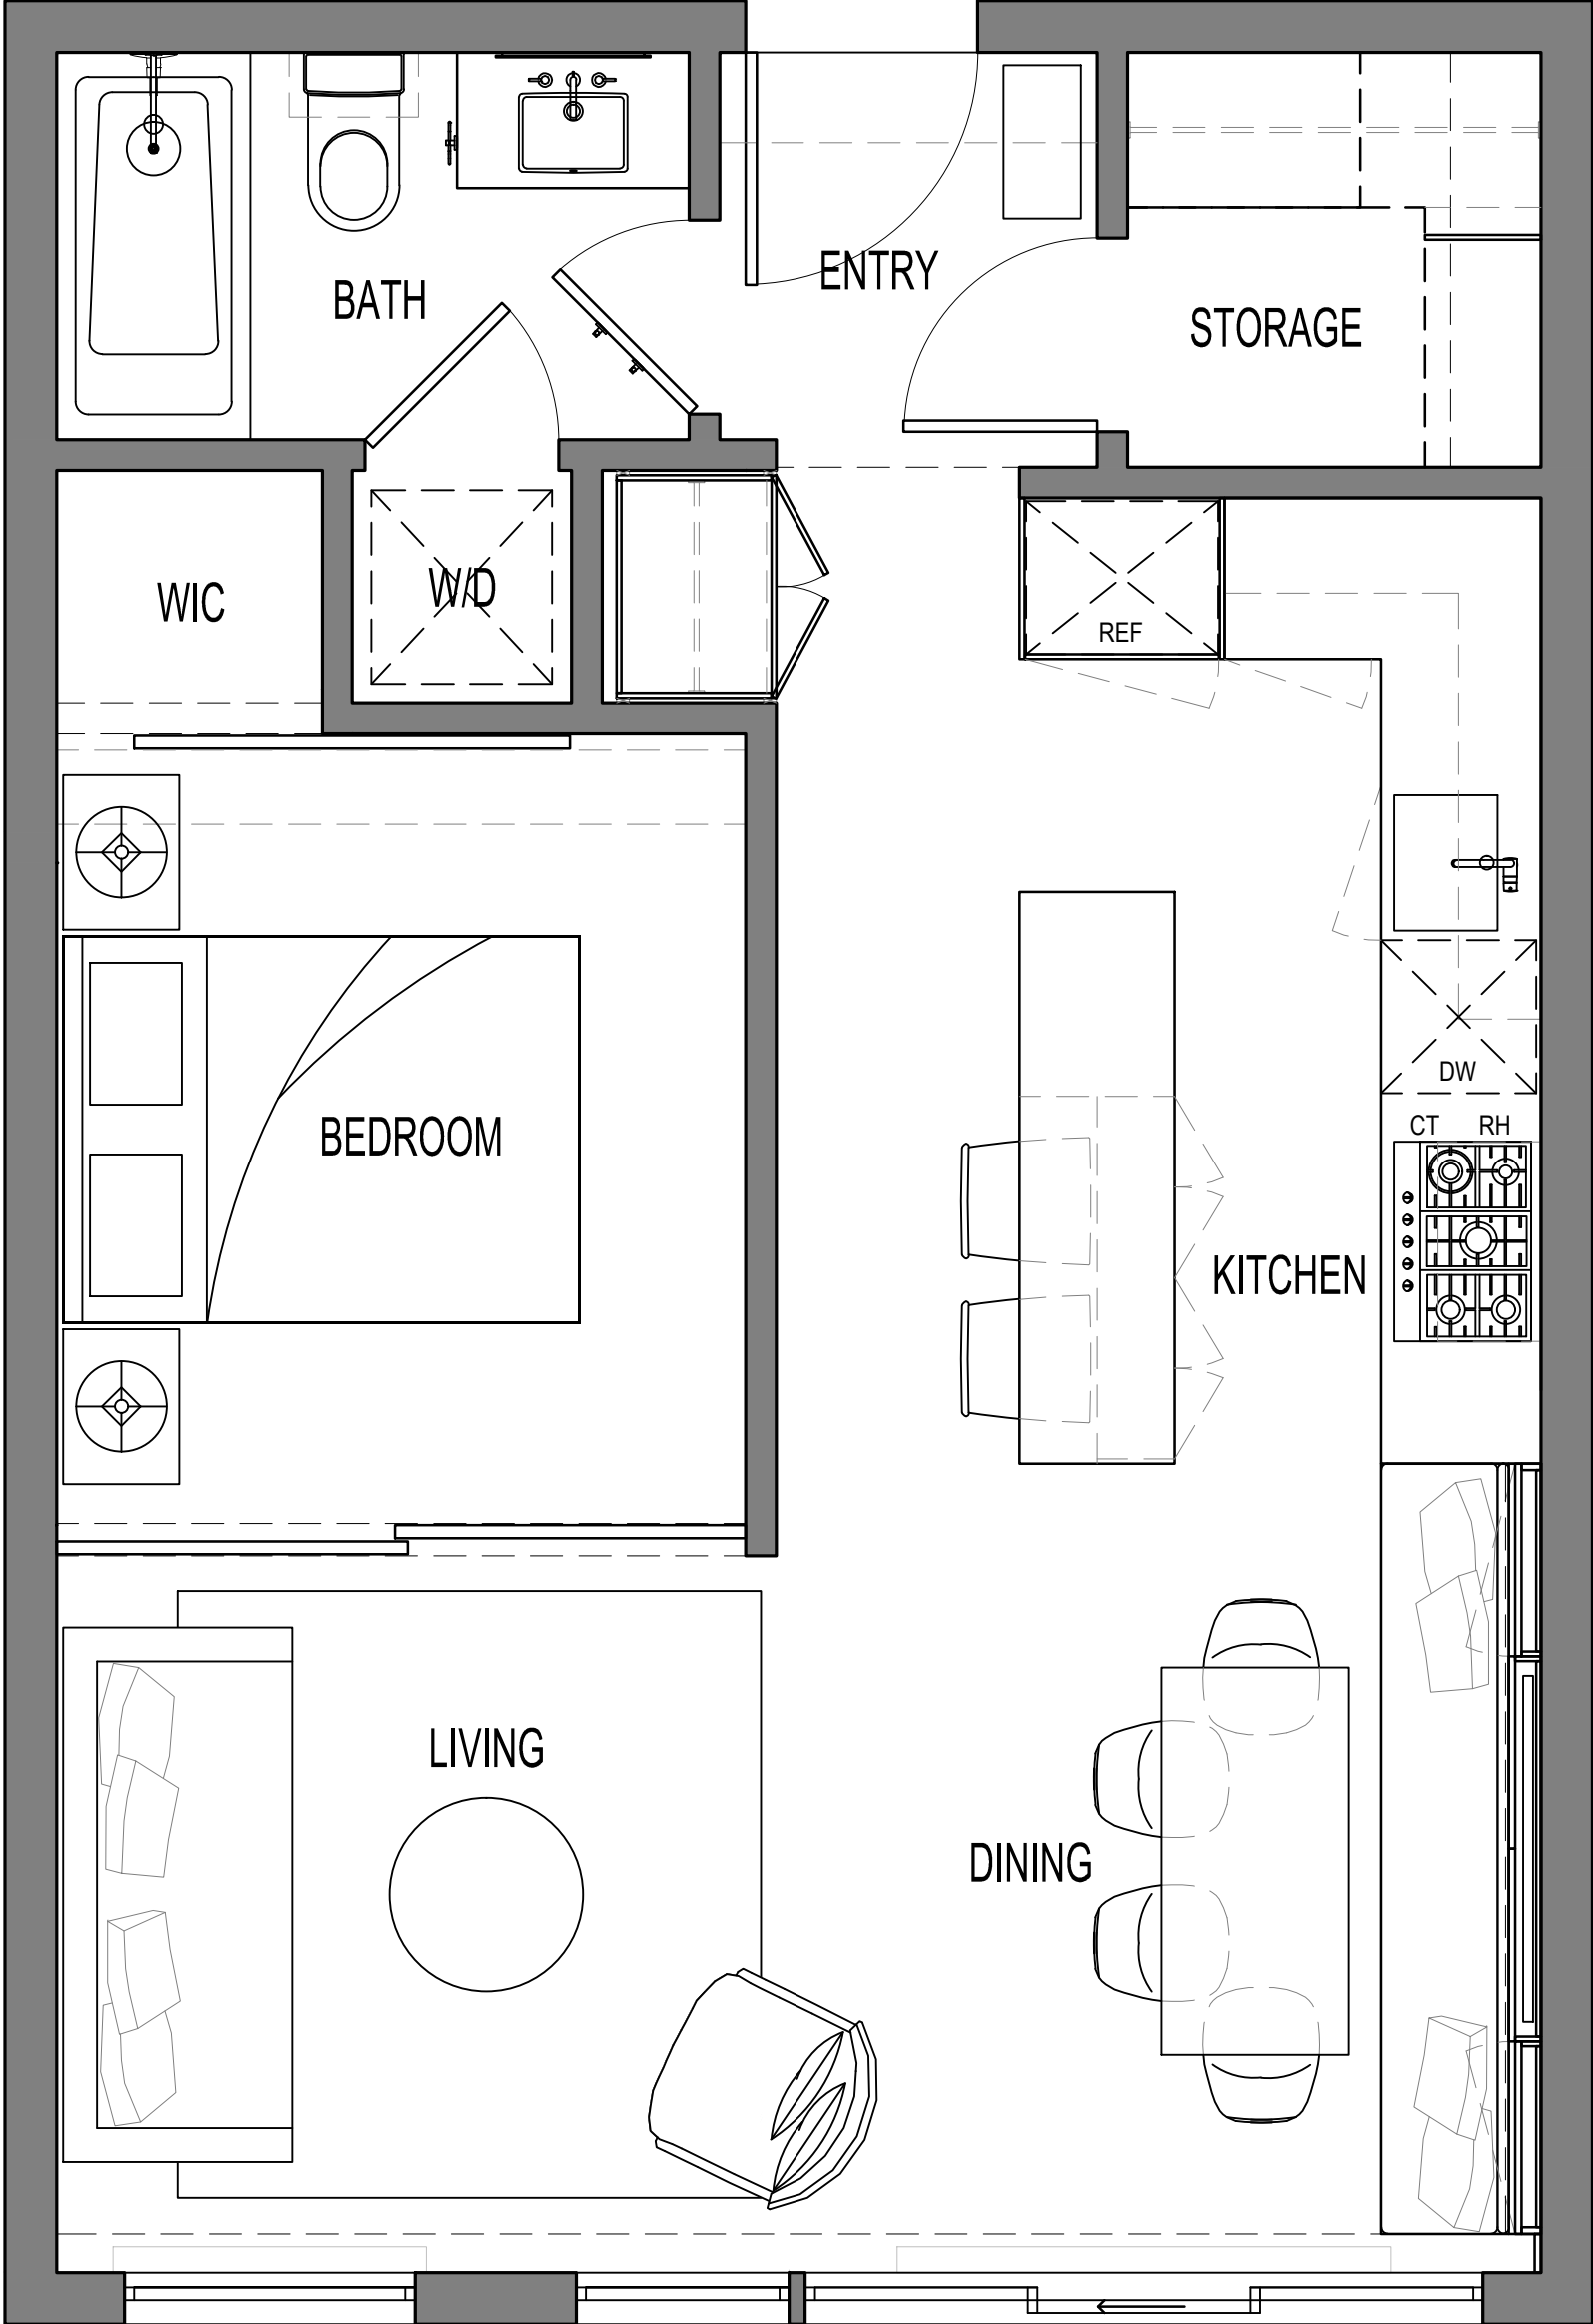 ENTRY
BATH
STORAGE
W/D
WIC
REF
DW
CT RH
BEDROOM
KITCHEN
LIVING
DINING